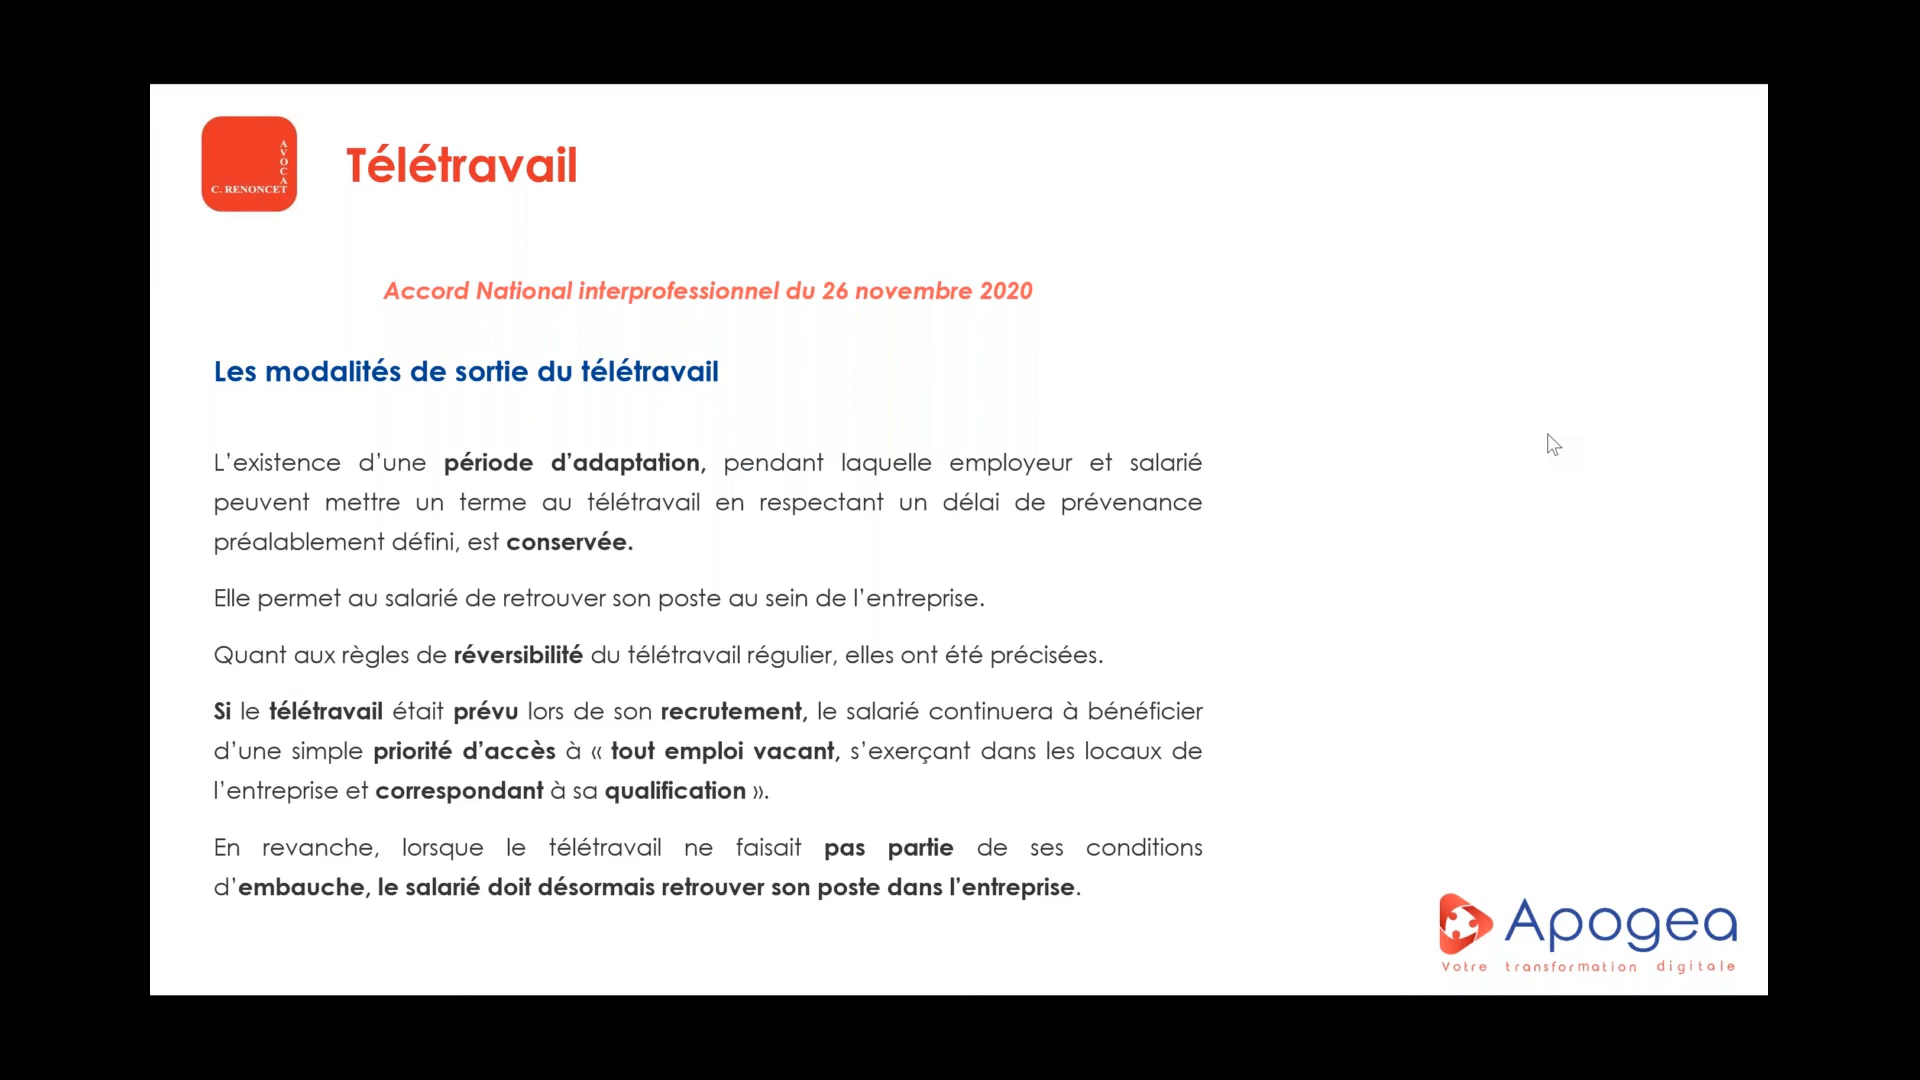 AVOCAT
C. RENONCET
Télétravail
Accord National interprofessionnel du 26 novembre 2020
Les modalités de sortie du télétravail
L’existence d’une période d’adaptation, pendant laquelle employeur et salarié
peuvent mettre un terme au télétravail en respectant un délai de prévenance
préalablement défini, est conservée.
Elle permet au salarié de retrouver son poste au sein de l’entreprise.
Quant aux règles de réversibilité du télétravail régulier, elles ont été précisées.
Si le télétravail était prévu lors de son recrutement, le salarié continuera à bénéficier
d’une simple priorité d’accès à « tout emploi vacant, s’exerçant dans les locaux de
l’entreprise et correspondant à sa qualification ».
En revanche, lorsque le télétravail ne faisait pas partie de ses conditions
d’embauche, le salarié doit désormais retrouver son poste dans l’entreprise.
Apogea
Votre transformation digitale